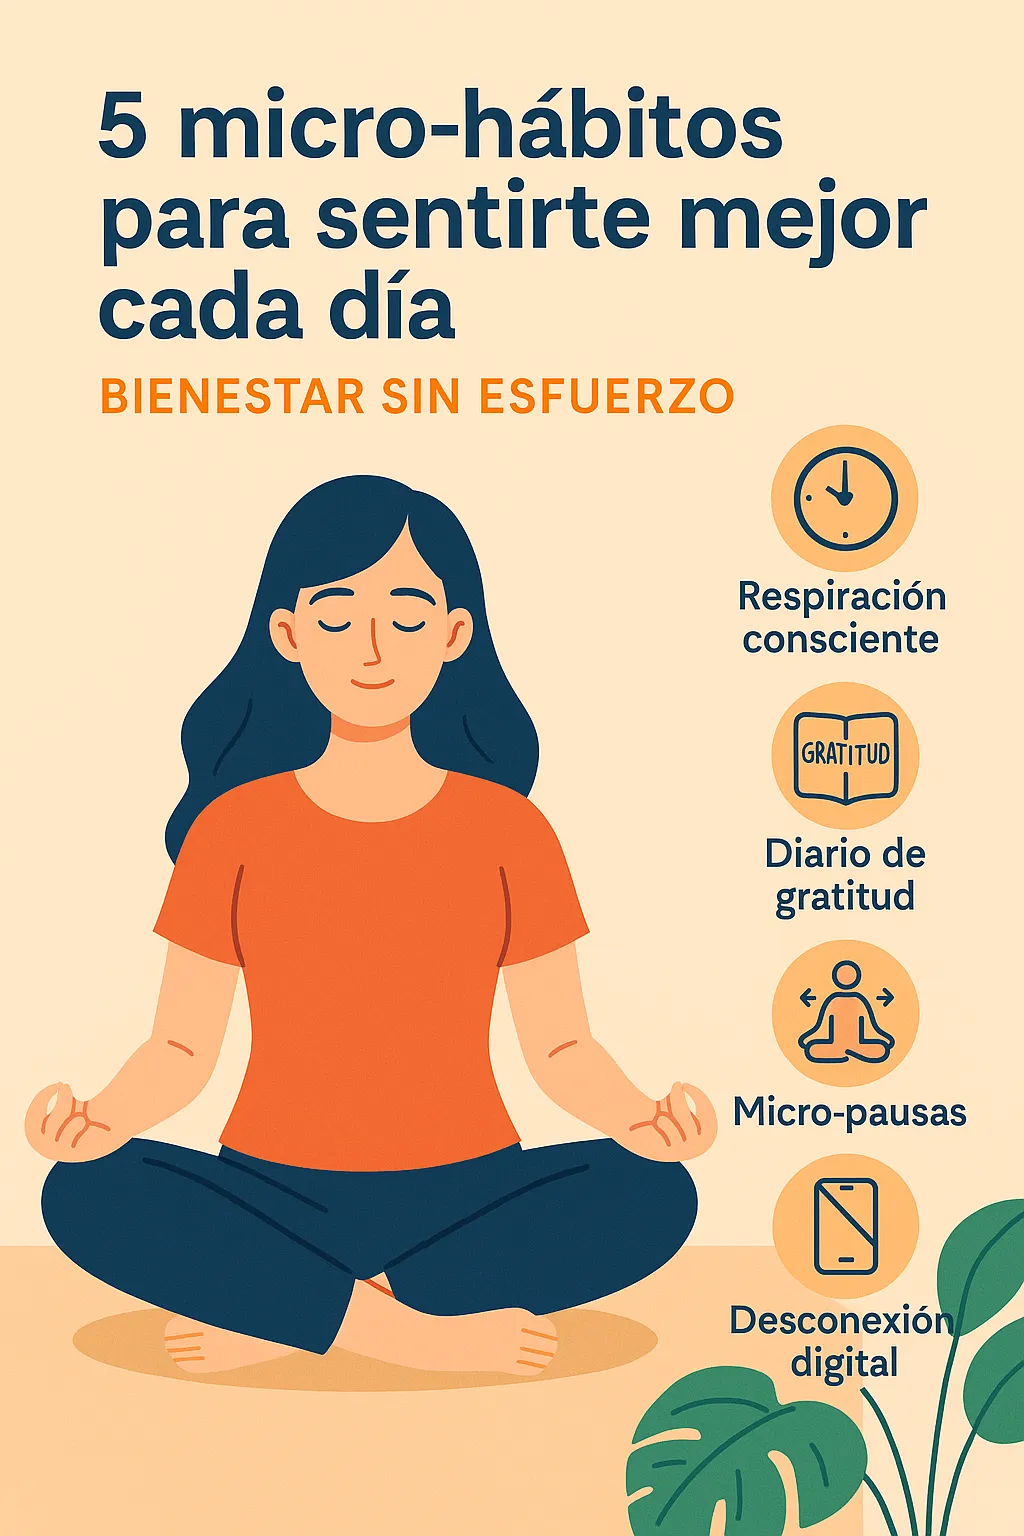 5 micro-hábitos
para sentirte mejor
cada día
BIENESTAR SIN ESFUERZO
Respiración
consciente
GRATITUD
Diario de
gratitud
Micro-pausas
Desconexión
digital